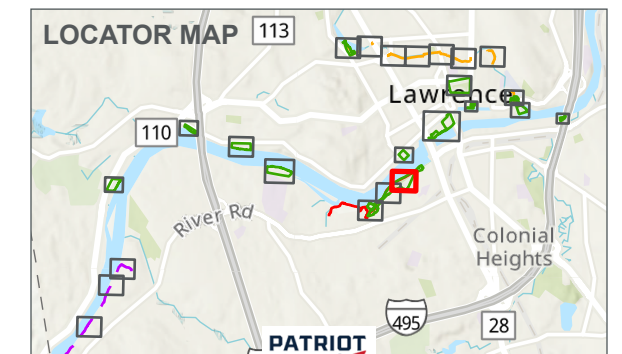 LOCATOR MAP
113
Lawrence
110
River Rd
Colonial
Heights
495
28
PATRIOT